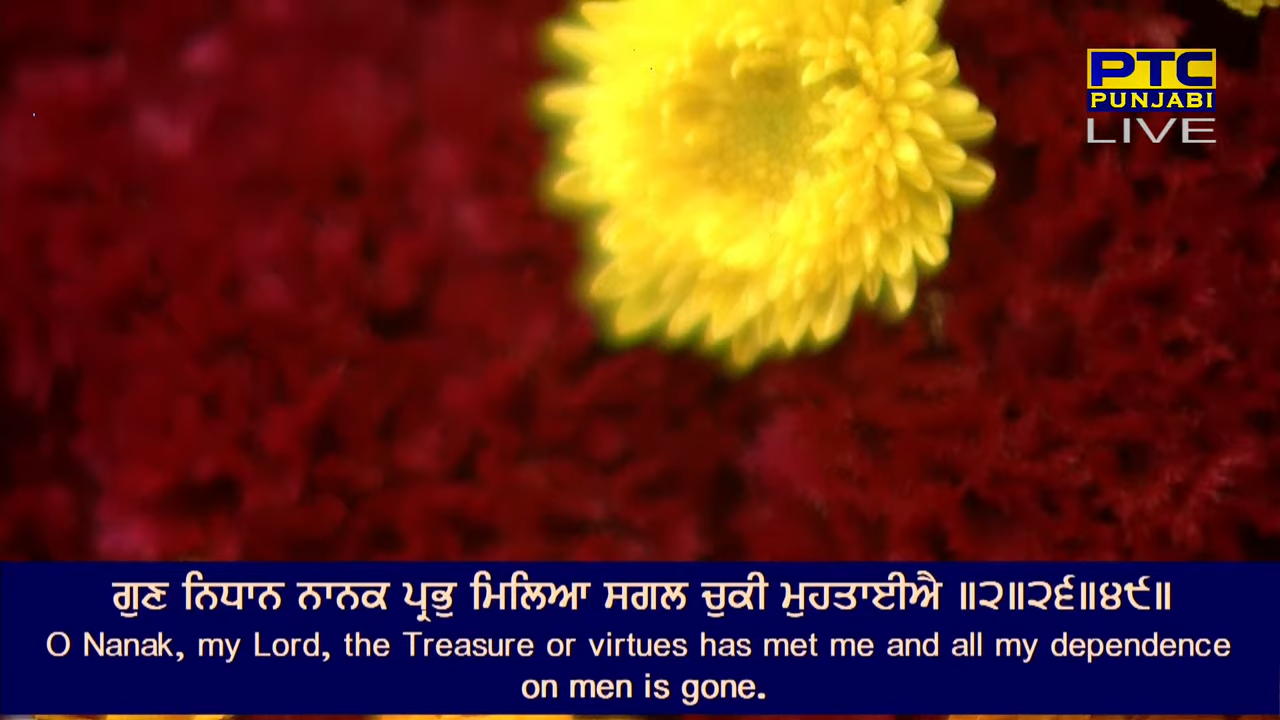 PTC
PUNJABI
LIVE
ਗੁਣ ਨਿਧਾਨ ਨਾਨਕ ਪ੍ਰਭੁ ਮਿਲਿਆ ਸਗਲ ਚੁਕੀ ਮੁਹਤਾਈਐ ॥੨॥੨੬॥੪੯॥
O Nanak, my Lord, the Treasure or virtues has met me and all my dependence
on men is gone.